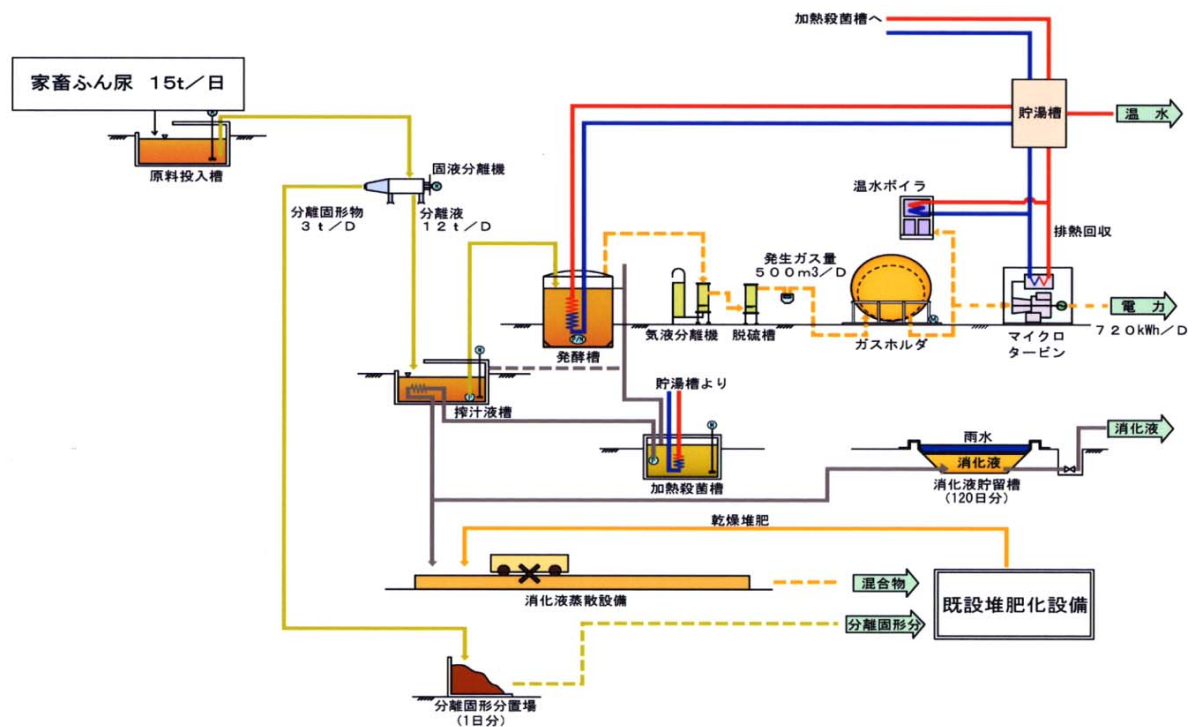 加熱殺菌槽へ
家畜ふん尿 15t/日
貯湯槽
温 水
原料投入槽
固液分離機
温水ボイラ
分離固形物
3t/D
分離液
12t/D
排熱回収
発生ガス量
500m3/D
電 力
720kWh/D
気液分離機
脱硫槽
ガスホルダ
マイクロ
タービン
発酵槽
貯湯槽より
搾汁液槽
消化液
雨水
消化液
加熱殺菌槽
消化液貯留槽
(120日分)
乾燥堆肥
混合物
消化液蒸散設備
既設堆肥化設備
分離固形分
分離固形分置場
(1日分)